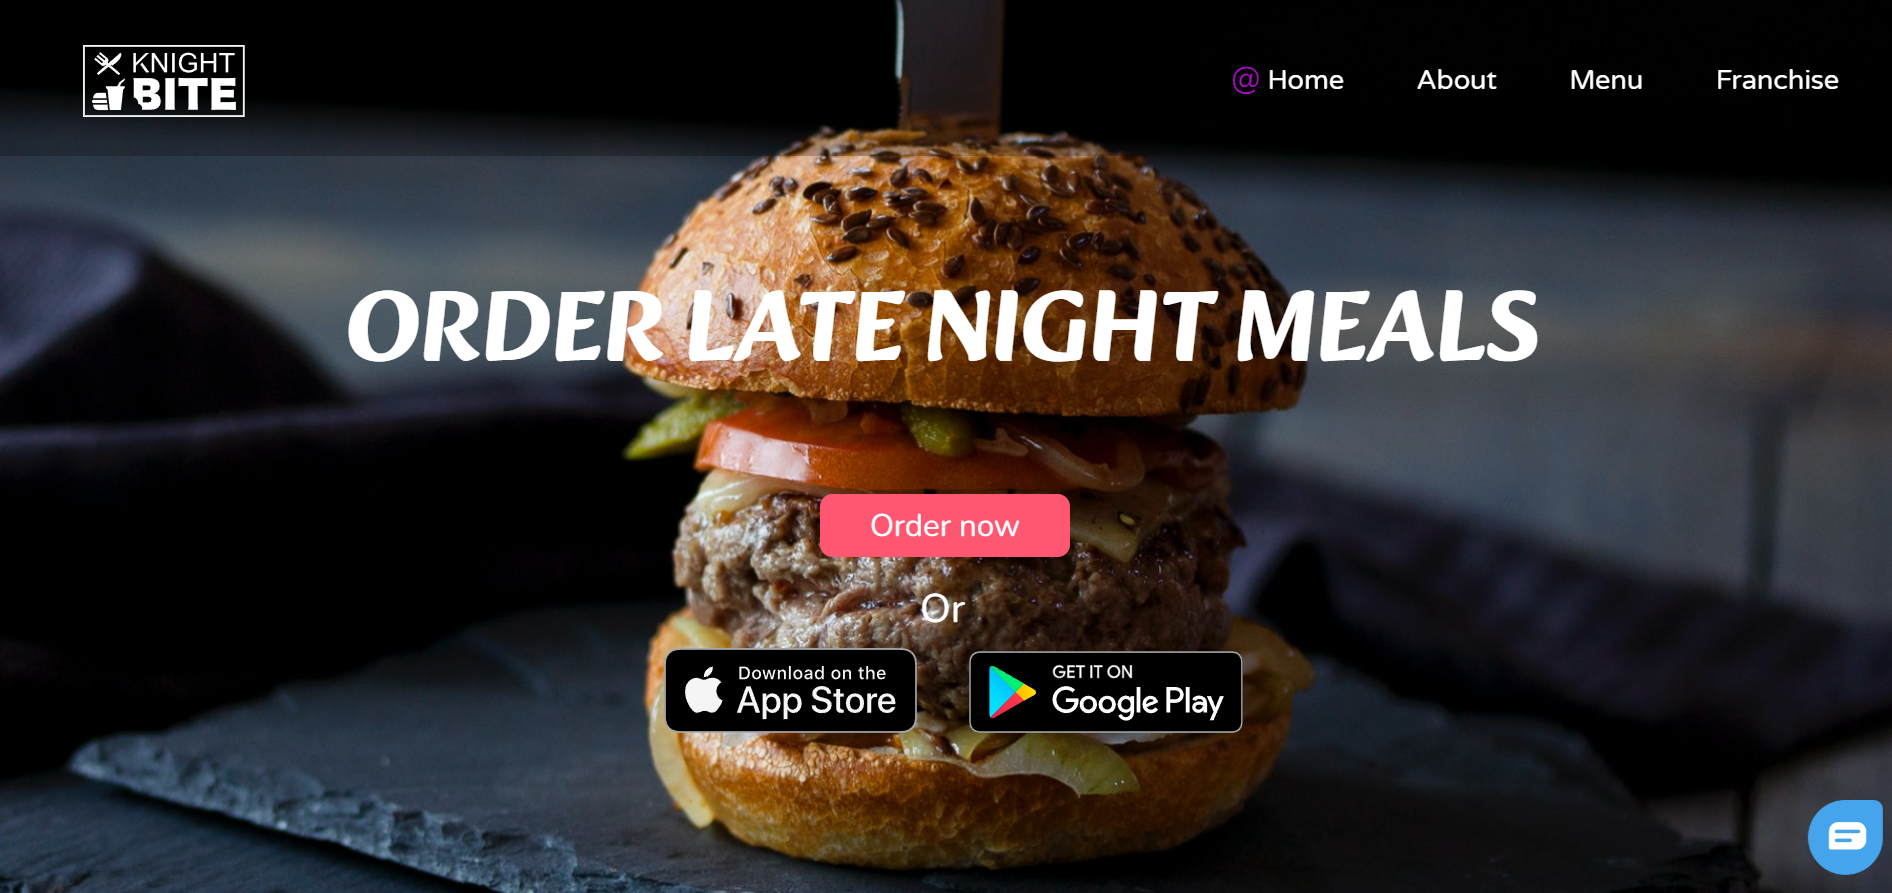 KNIGHT
BITE
@ Home About Menu Franchise
ORDER LATE NIGHT MEALS
Order now
Or
Download on the
App Store
GET IT ON
Google Play